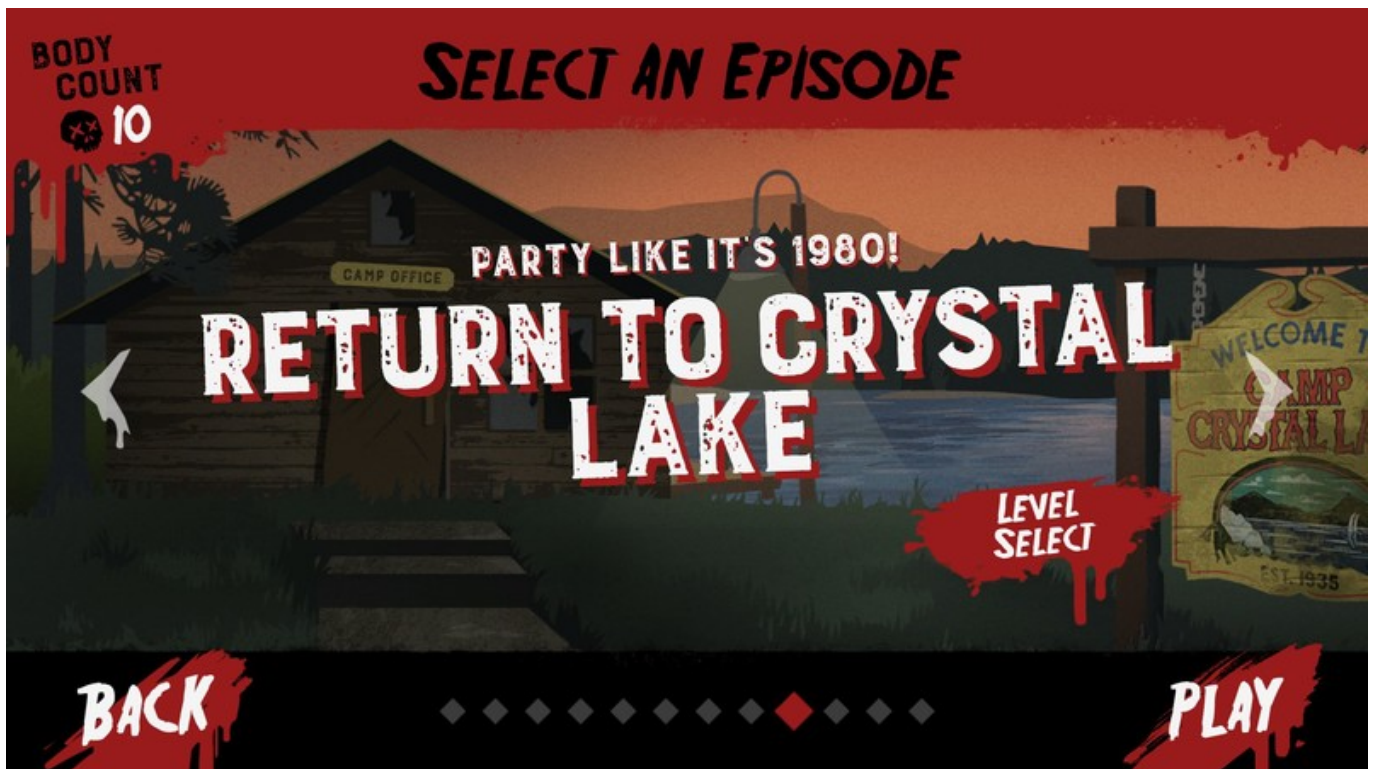 BODY
COUNT
10
SELECT AN EPISODE
CAMP OFFICE
PARTY LIKE IT'S 1980!
RETURN TO CRYSTAL
LAKE
WELCOME T
CAMP
CRYSTAL LA
EST. 1935
LEVEL
SELECT
BACK
PLAY